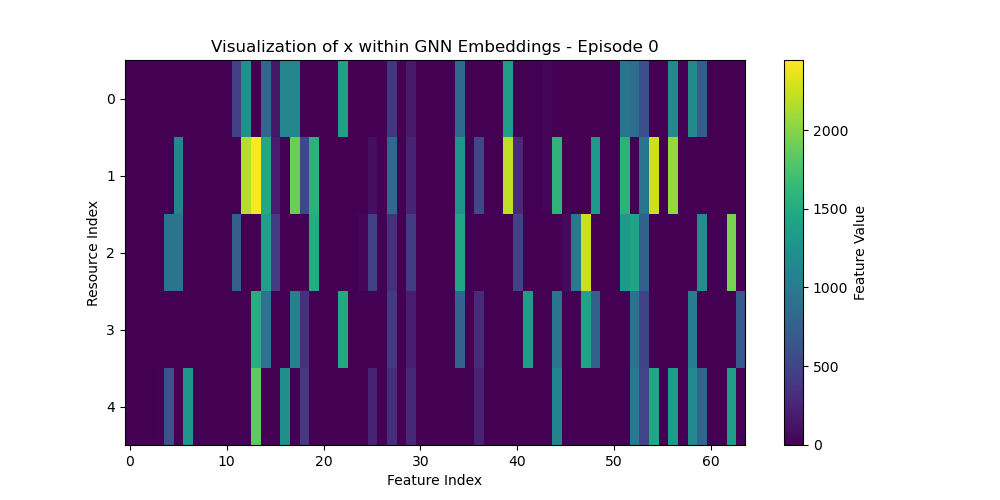 Visualization of x within GNN Embeddings - Episode 0
Resource Index
0
1
2
3
4
0 10 20 30 40 50 60
Feature Index
2000
1500
1000
500
0
Feature Value